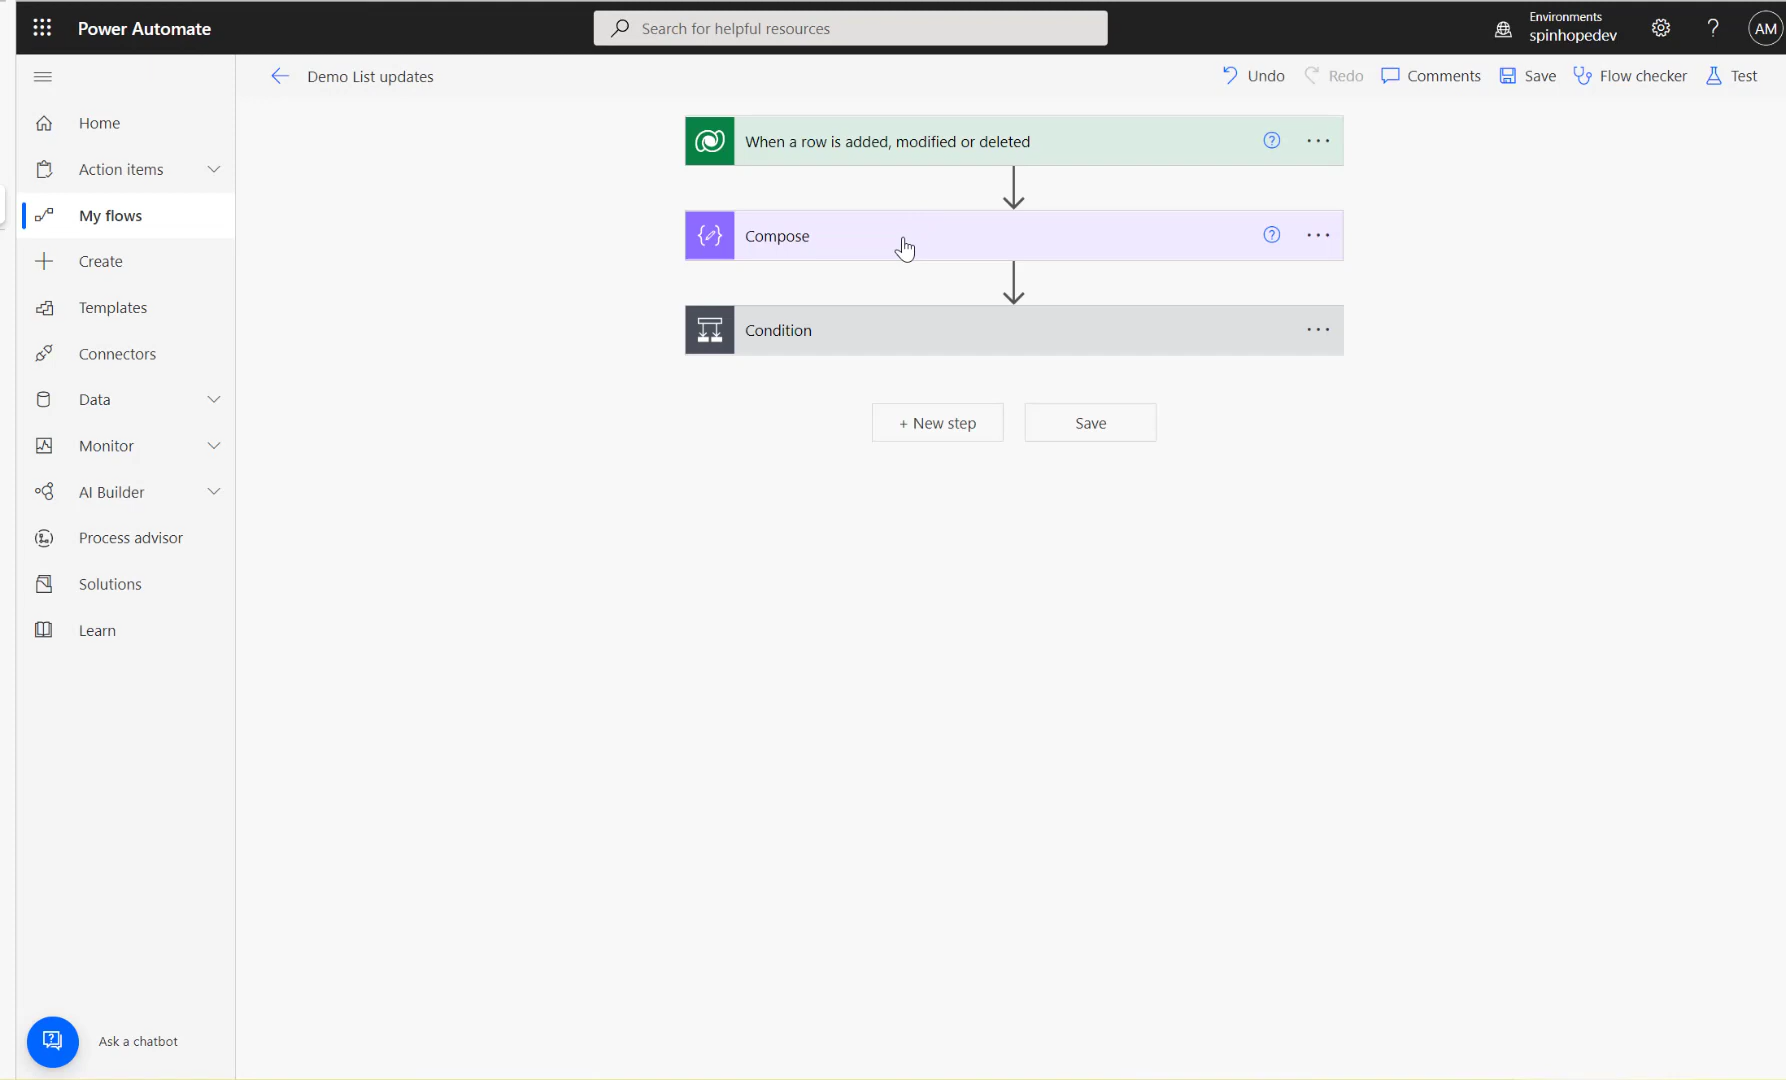 Power Automate
Search for helpful resources
Environments
spinhopedev
?
AM
Demo List updates
Undo
Redo
Comments
Save
Flow checker
Test
Home
Action items
My flows
Create
Templates
Connectors
Data
Monitor
AI Builder
Process advisor
Solutions
Learn
Ask a chatbot
When a row is added, modified or deleted
?
...
Compose
?
...
Condition
...
+ New step
Save